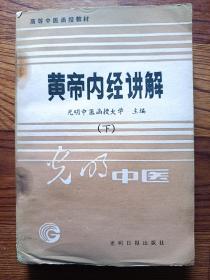 高等中医函授教材
黄帝内经讲解
光明中医函授大学 主编
（下）
光明中医
光明日报出版社